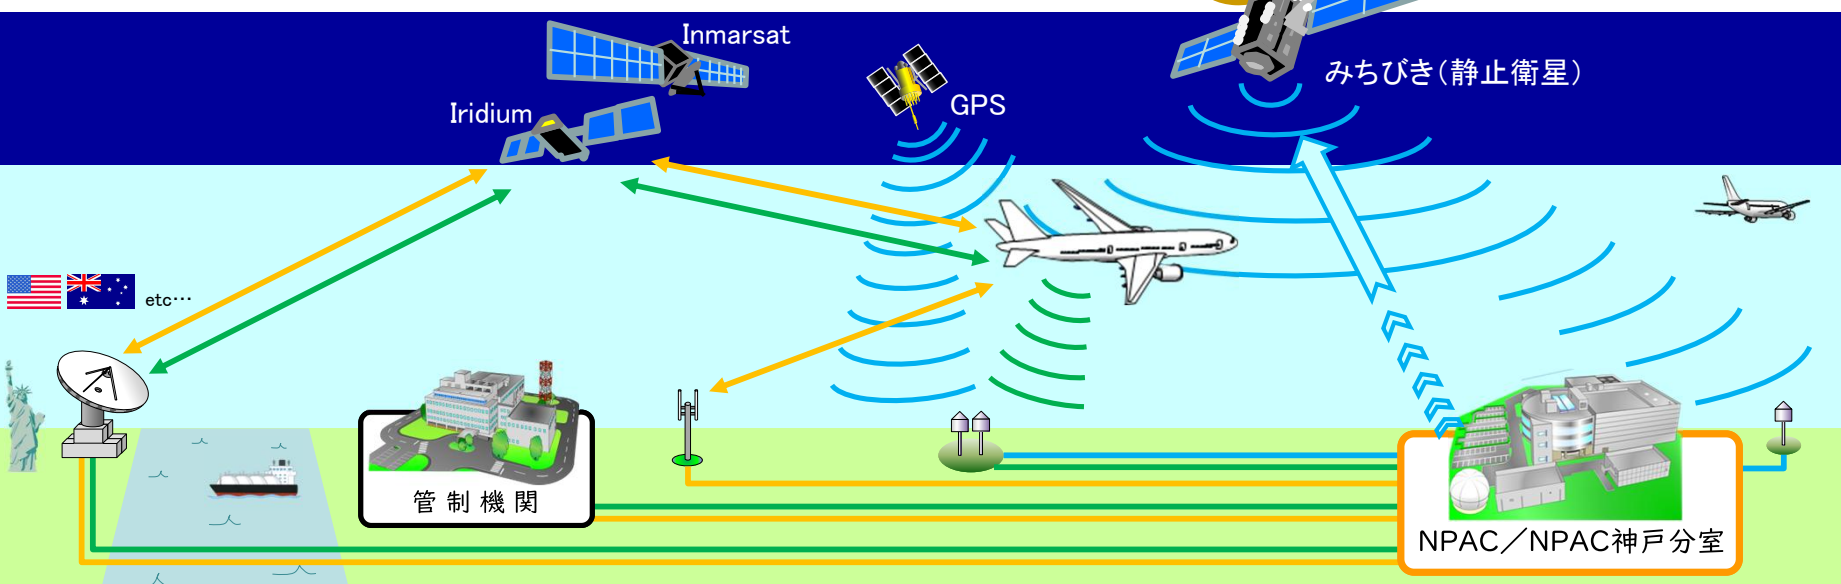 Inmarsat
Iridium
GPS
みちびき(静止衛星)
etc…
管制機関
NPAC／NPAC神戸分室